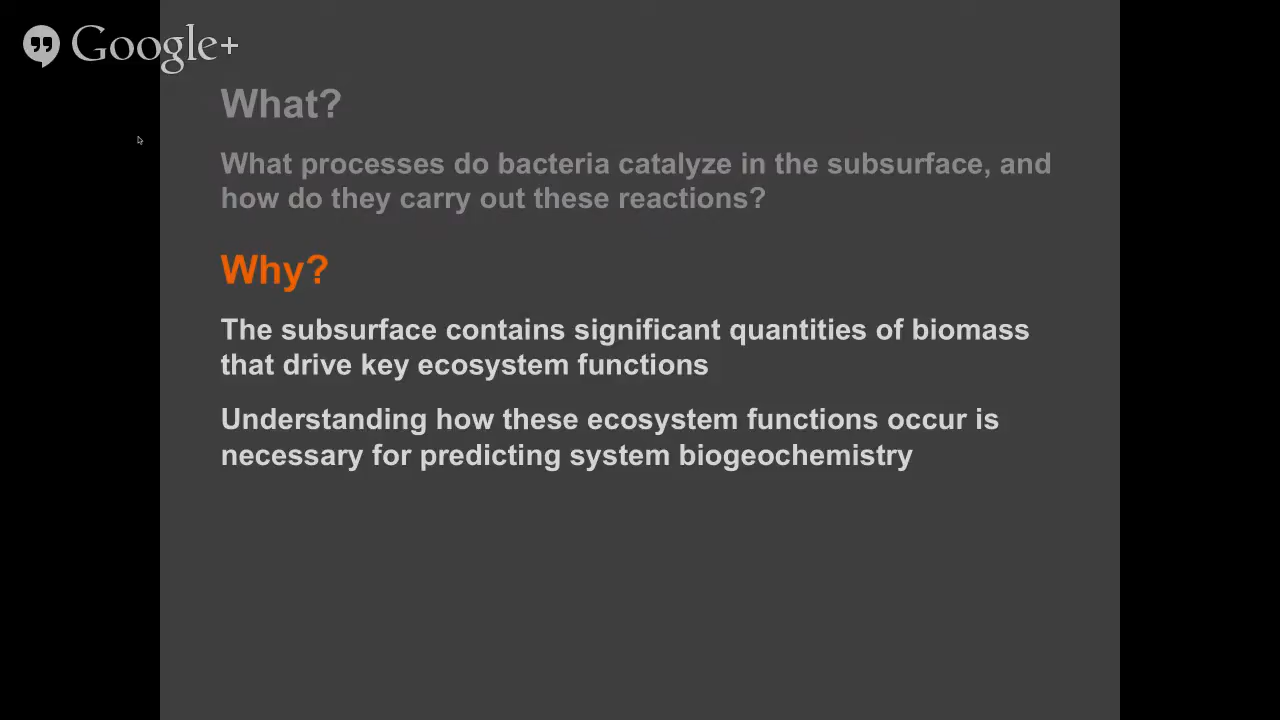 Google+
What?
What processes do bacteria catalyze in the subsurface, and
how do they carry out these reactions?
Why?
The subsurface contains significant quantities of biomass
that drive key ecosystem functions
Understanding how these ecosystem functions occur is
necessary for predicting system biogeochemistry